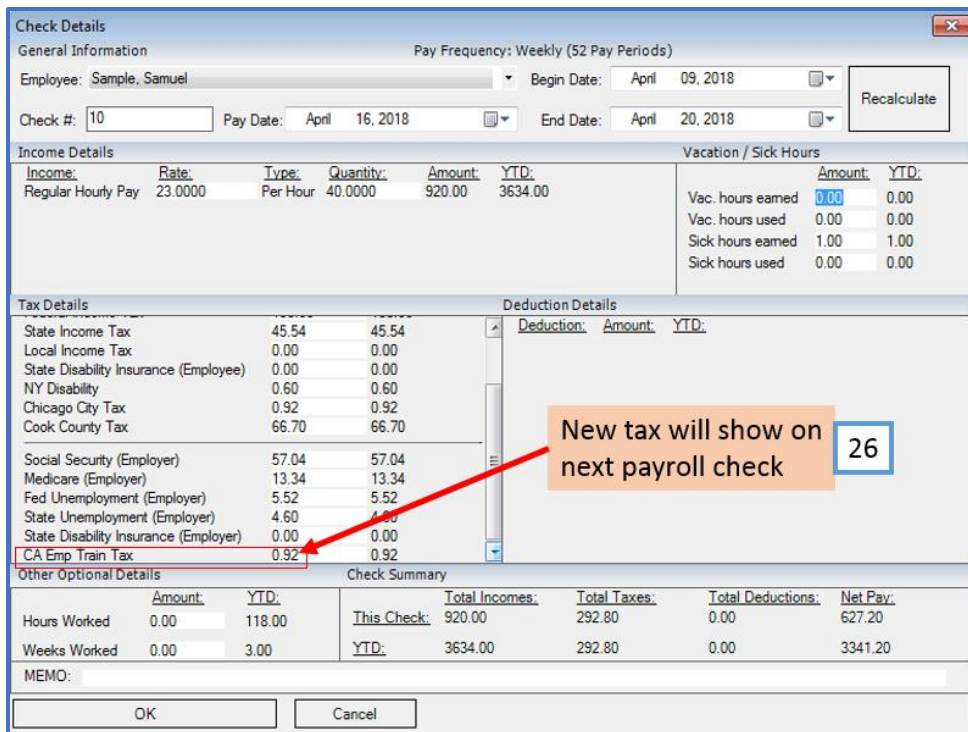 Check Details
General Information Pay Frequency: Weekly (52 Pay Periods)
Employee: Sample, Samuel Begin Date: April 09, 2018
Recalculate
Check #: 10 Pay Date: April 16, 2018 End Date: April 20, 2018
Income Details Vacation / Sick Hours
Income: Rate: Type: Quantity: Amount: YTD:
Regular Hourly Pay 23.0000 Per Hour 40.0000 920.00 3634.00
Amount: YTD:
Vac. hours earned 0.00 0.00
Vac. hours used 0.00 0.00
Sick hours earned 1.00 1.00
Sick hours used 0.00 0.00
Tax Details Deduction Details
Deduction: Amount: YTD:
State Income Tax 45.54 45.54
Local Income Tax 0.00 0.00
State Disability Insurance (Employee) 0.00 0.00
NY Disability 0.60 0.60
Chicago City Tax 0.92 0.92
Cook County Tax 66.70 66.70
New tax will show on
next payroll check
26
Social Security (Employer) 57.04 57.04
Medicare (Employer) 13.34 13.34
Fed Unemployment (Employer) 5.52 5.52
State Unemployment (Employer) 4.60
State Disability Insurance (Employer) 0.00 0.00
CA Emp Train Tax 0.92 0.92
Other Optional Details Check Summary
Amount: YTD:
Hours Worked 0.00 118.00
Weeks Worked 0.00 3.00
Total Incomes: Total Taxes: Total Deductions: Net Pay:
This Check: 920.00 292.80 0.00 627.20
YTD: 3634.00 292.80 0.00 3341.20
MEMO:
OK Cancel